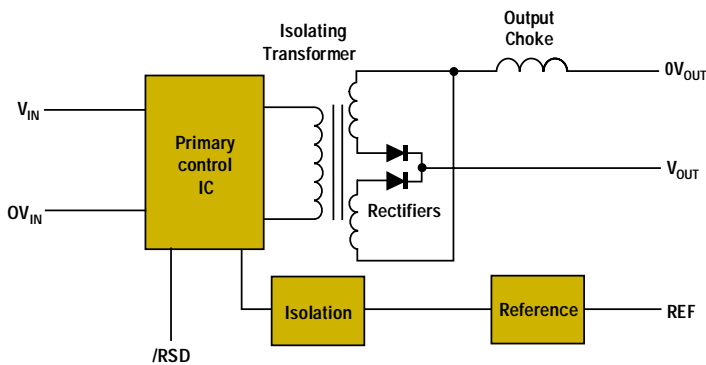 Output
Choke
Isolating
Transformer
0V_OUT
V_IN
Primary
control
IC
V_OUT
Rectifiers
0V_IN
Isolation
Reference
REF
/RSD